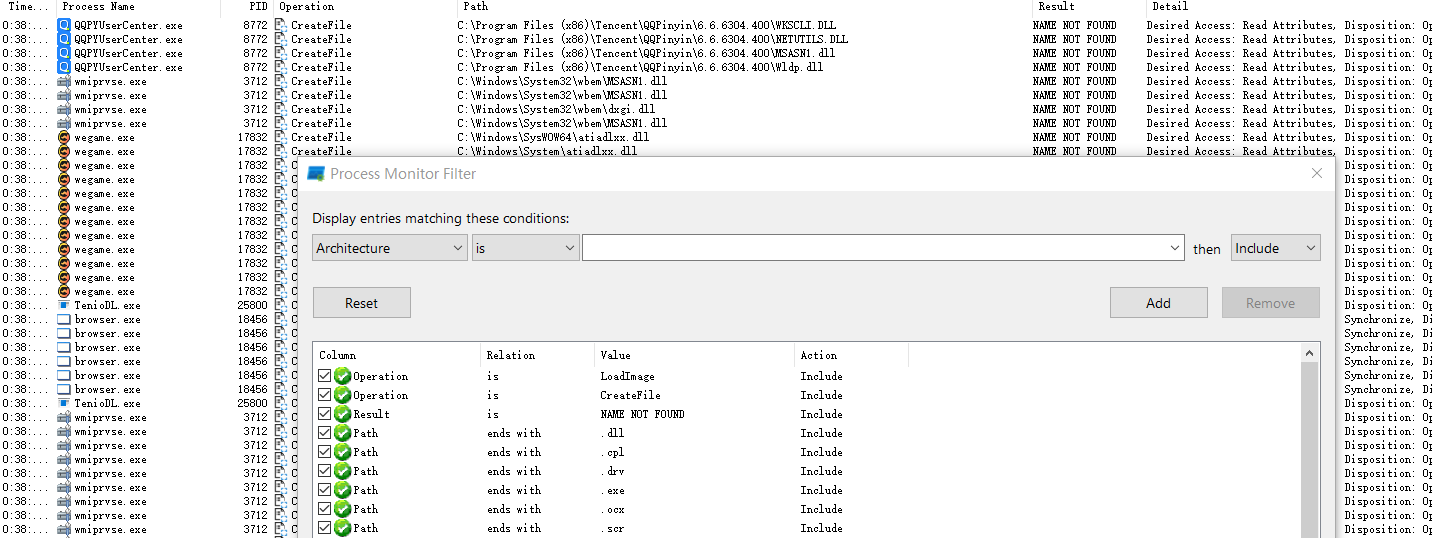 Time... Process Name PID Operation Path Result Detail
0:38:... QQPYUserCenter.exe 8772 CreateFile C:\Program Files (x86)\Tencent\QQPinyin\6.6.6304.400\WKSCLI.DLL NAME NOT FOUND Desired Access: Read Attributes, Disposition: Op
0:38:... QQPYUserCenter.exe 8772 CreateFile C:\Program Files (x86)\Tencent\QQPinyin\6.6.6304.400\NETUTILS.DLL NAME NOT FOUND Desired Access: Read Attributes, Disposition: Op
0:38:... QQPYUserCenter.exe 8772 CreateFile C:\Program Files (x86)\Tencent\QQPinyin\6.6.6304.400\MSASN1.dll NAME NOT FOUND Desired Access: Read Attributes, Disposition: Op
0:38:... QQPYUserCenter.exe 8772 CreateFile C:\Program Files (x86)\Tencent\QQPinyin\6.6.6304.400\Wldp.dll NAME NOT FOUND Desired Access: Read Attributes, Disposition: Op
0:38:... wmiprvse.exe 3712 CreateFile C:\Windows\System32\wbem\MSASN1.dll NAME NOT FOUND Desired Access: Read Attributes, Disposition: Op
0:38:... wmiprvse.exe 3712 CreateFile C:\Windows\System32\wbem\MSASN1.dll NAME NOT FOUND Desired Access: Read Attributes, Disposition: Op
0:38:... wmiprvse.exe 3712 CreateFile C:\Windows\System32\wbem\dxgi.dll NAME NOT FOUND Desired Access: Read Attributes, Disposition: Op
0:38:... wmiprvse.exe 3712 CreateFile C:\Windows\System32\wbem\MSASN1.dll NAME NOT FOUND Desired Access: Read Attributes, Disposition: Op
0:38:... wegame.exe 17832 CreateFile C:\Windows\SysWOW64\atiadlxx.dll NAME NOT FOUND Desired Access: Read Attributes, Disposition: Op
0:38:... wegame.exe 17832 CreateFile C:\Windows\System\atiadlxx.dll NAME NOT FOUND Desired Access: Read Attributes, Disposition: Op
0:38:... wegame.exe 17832 C Disposition: Op
0:38:... wegame.exe 17832 C Disposition: Op
0:38:... wegame.exe 17832 C Disposition: Op
0:38:... wegame.exe 17832 C Disposition: Op
0:38:... wegame.exe 17832 C Disposition: Op
0:38:... wegame.exe 17832 C Disposition: Op
0:38:... wegame.exe 17832 C Disposition: Op
0:38:... wegame.exe 17832 C Disposition: Op
0:38:... wegame.exe 17832 C Disposition: Op
0:38:... wegame.exe 17832 C Disposition: Op
0:38:... TenioDL.exe 25800 C Disposition: Op
0:38:... browser.exe 18456 C Synchronize, Di
0:38:... browser.exe 18456 C Synchronize, Di
0:38:... browser.exe 18456 C Synchronize, Di
0:38:... browser.exe 18456 C Synchronize, Di
0:38:... browser.exe 18456 C Synchronize, Di
0:38:... browser.exe 18456 C Synchronize, Di
0:38:... TenioDL.exe 25800 C Disposition: Op
0:38:... wmiprvse.exe 3712 C Disposition: Op
0:38:... wmiprvse.exe 3712 C Disposition: Op
0:38:... wmiprvse.exe 3712 C Disposition: Op
0:38:... wmiprvse.exe 3712 C Disposition: Op
0:38:... wmiprvse.exe 3712 C Disposition: Op
0:38:... wmiprvse.exe 3712 C Disposition: Op
0:38:... wmiprvse.exe 3712 C Disposition: Op
0:38:... wmiprvse.exe 3712 C Disposition: Op
0:38:... wmiprvse.exe 3712 C Disposition: Op
Process Monitor Filter
Display entries matching these conditions:
Architecture is then Include
Reset Add Remove
Column Relation Value Action
Operation is LoadImage Include
Operation is CreateFile Include
Result is NAME NOT FOUND Include
Path ends with .dll Include
Path ends with .cpl Include
Path ends with .drv Include
Path ends with .exe Include
Path ends with .ocx Include
Path ends with .scr Include